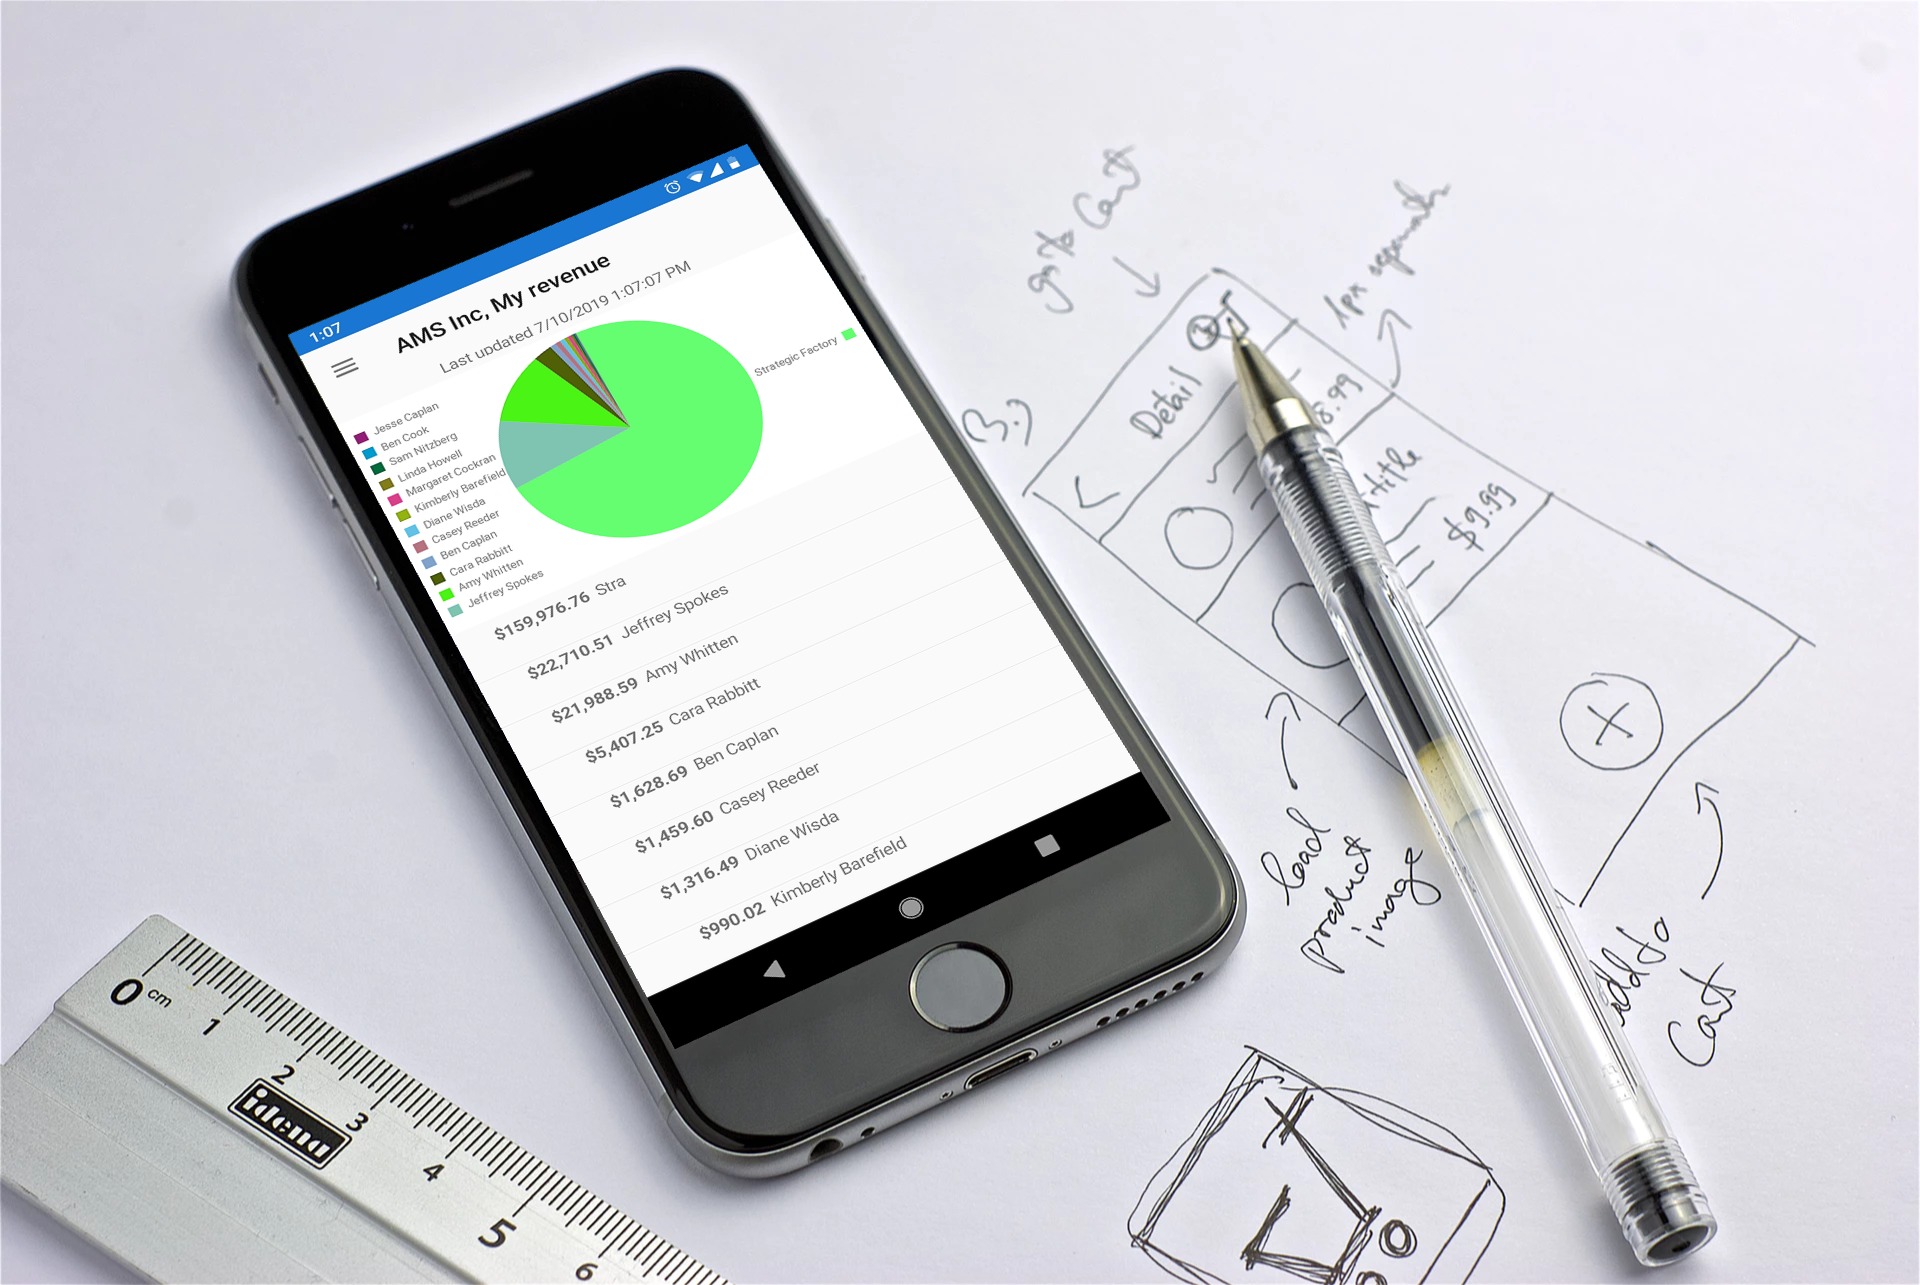 1:07
AMS Inc, My revenue
Last updated 7/10/2019 1:07:07 PM
Strategic Factory
Jesse Caplan
Ben Cook
Sam Nitzberg
Linda Howell
Margaret Cockran
Kimberly Barefield
Diane Wisda
Casey Reeder
Ben Caplan
Cara Rabbitt
Amy Whitten
Jeffrey Spokes
$159,976.76 Stra
$22,710.51 Jeffrey Spokes
$21,988.59 Amy Whitten
$5,407.25 Cara Rabbitt
$1,628.69 Ben Caplan
$1,459.60 Casey Reeder
$1,316.49 Diane Wisda
$990.02 Kimberly Barefield
go to Cart
3.)
Detail
8.99
title
$9.99
load
product
image
add to
Cart
0 cm
1
2
3
4
5
6
idena